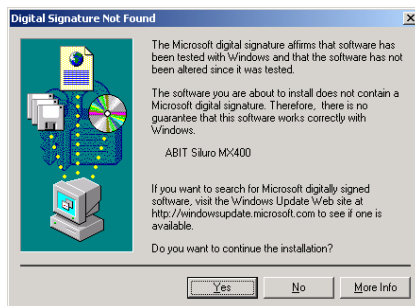 Digital Signature Not Found
The Microsoft digital signature affirms that software has
been tested with Windows and that the software has not
been altered since it was tested.
The software you are about to install does not contain a
Microsoft digital signature. Therefore, there is no
guarantee that this software works correctly with
Windows.
ABIT Siluro MX400
If you want to search for Microsoft digitally signed
software, visit the Windows Update Web site at
http://windowsupdate.microsoft.com to see if one is
available.
Do you want to continue the installation?
Yes No More Info